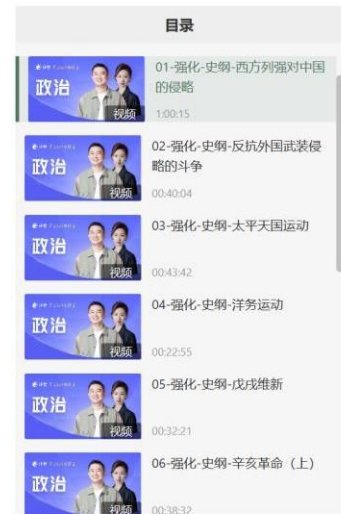 目录
政治
视频
01-强化-史纲-西方列强对中国
的侵略
1:00:15
政治
视频
02-强化-史纲-反抗外国武装侵
略的斗争
00:40:04
政治
视频
03-强化-史纲-太平天国运动
00:43:42
政治
视频
04-强化-史纲-洋务运动
00:22:55
政治
视频
05-强化-史纲-戊戌维新
00:32:21
政治
视频
06-强化-史纲-辛亥革命（上）
00:38:32